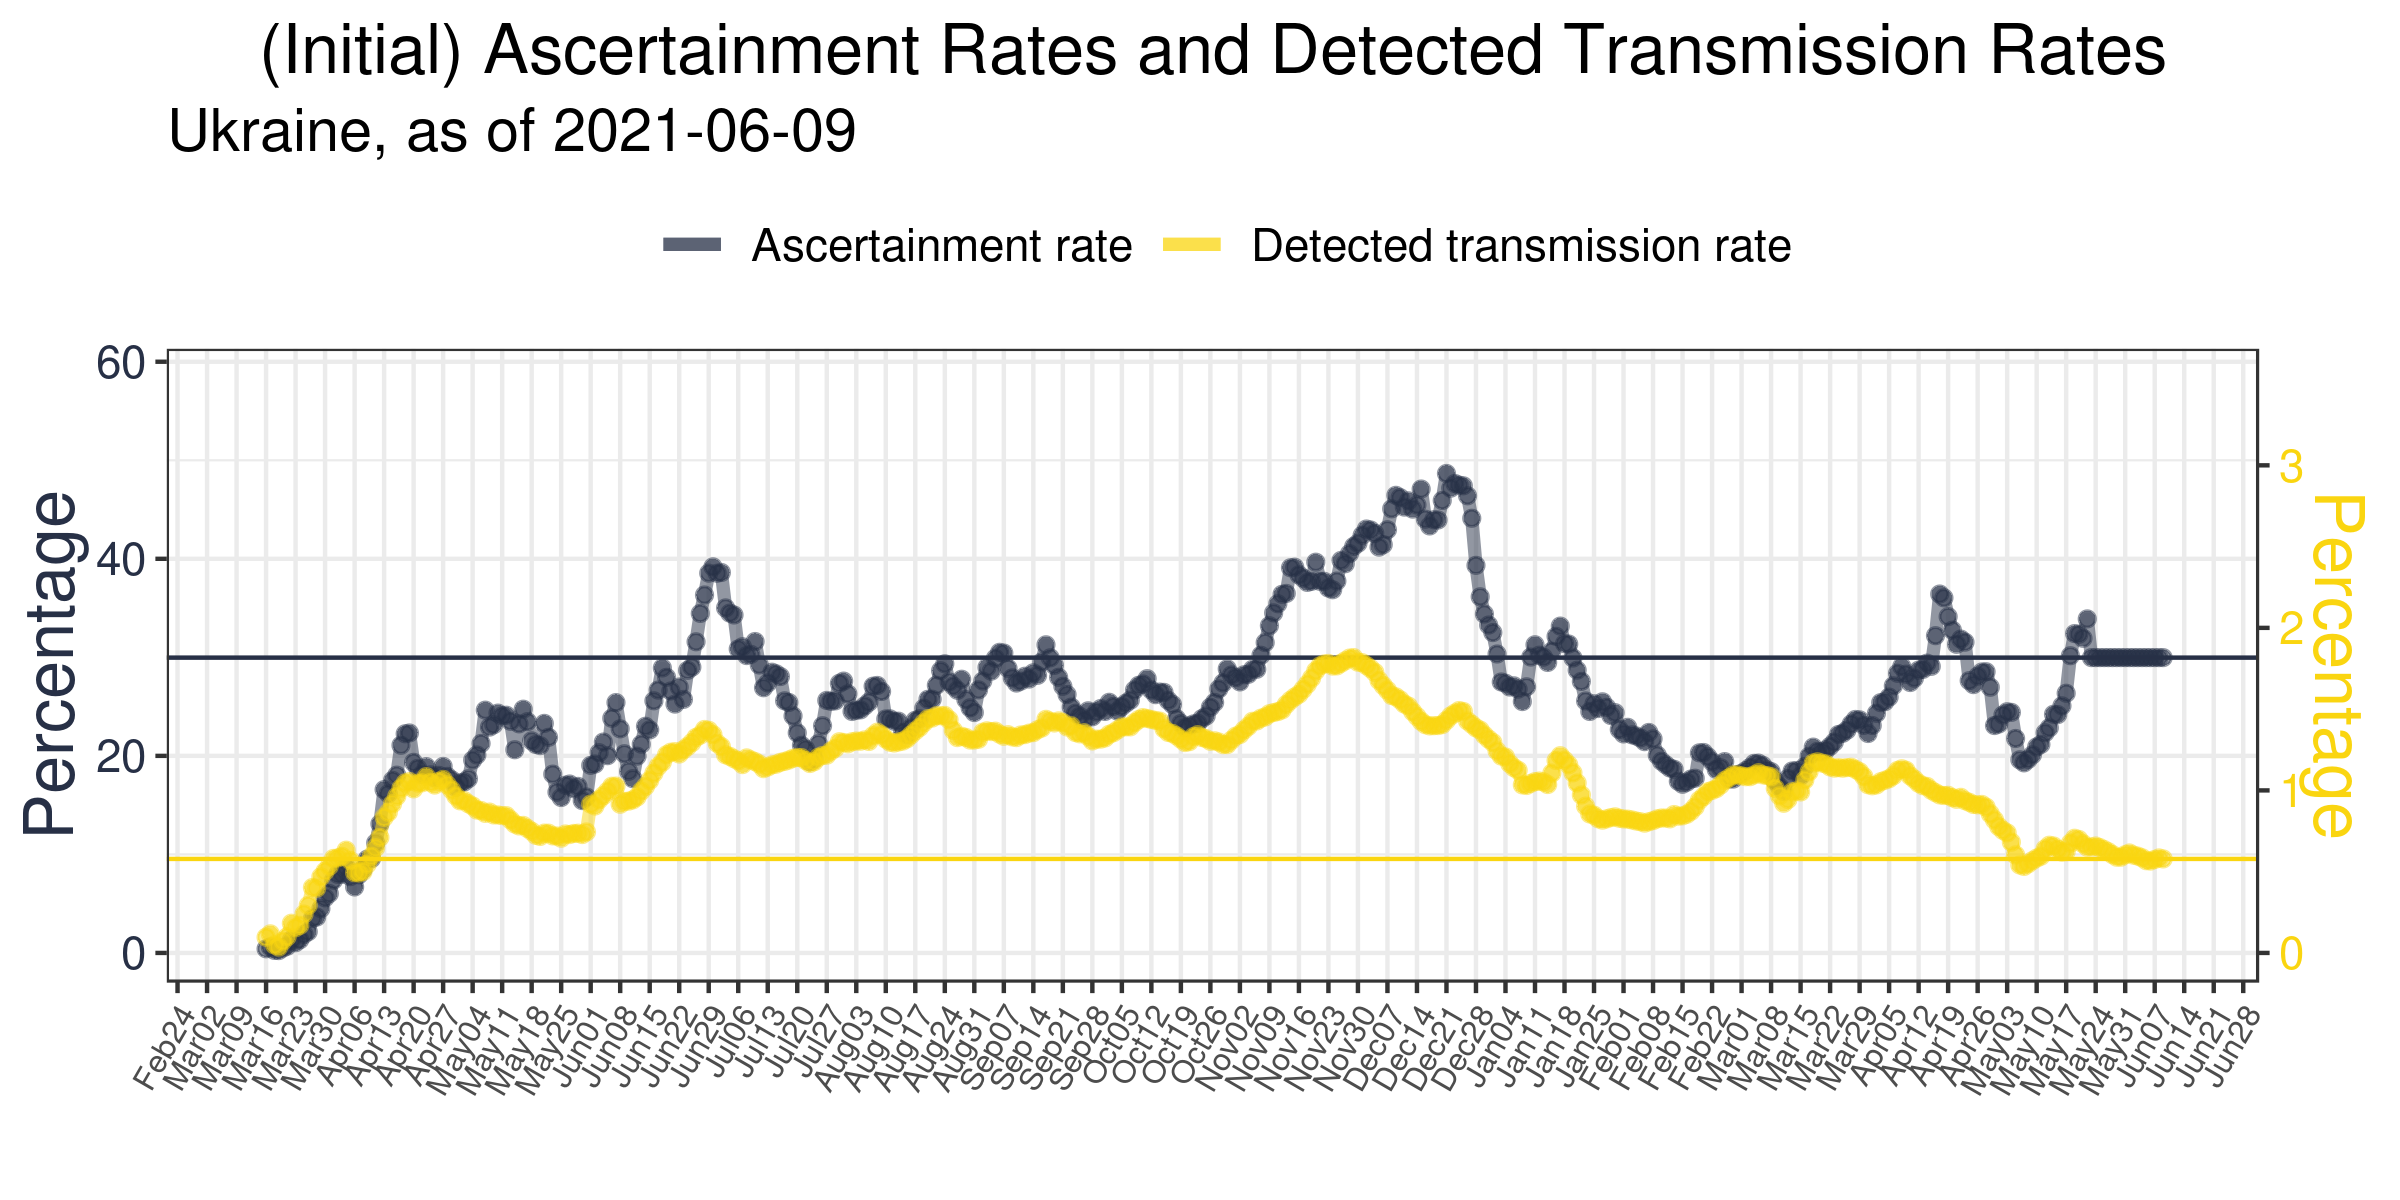 (Initial) Ascertainment Rates and Detected Transmission Rates
Ukraine, as of 2021-06-09
Ascertainment rate
Detected transmission rate
60
40
20
0
Percentage
3
2
1
0
Percentage
Feb24
Mar02
Mar09
Mar16
Mar23
Mar30
Apr06
Apr13
Apr20
Apr27
May04
May11
May18
May25
Jun01
Jun08
Jun15
Jun22
Jun29
Jul06
Jul13
Jul20
Jul27
Aug03
Aug10
Aug17
Aug24
Aug31
Sep07
Sep14
Sep21
Sep28
Oct05
Oct12
Oct19
Oct26
Nov02
Nov09
Nov16
Nov23
Nov30
Dec07
Dec14
Dec21
Dec28
Jan04
Jan11
Jan18
Jan25
Feb01
Feb08
Feb15
Feb22
Mar01
Mar08
Mar15
Mar22
Mar29
Apr05
Apr12
Apr19
Apr26
May03
May10
May17
May24
May31
Jun07
Jun14
Jun21
Jun28